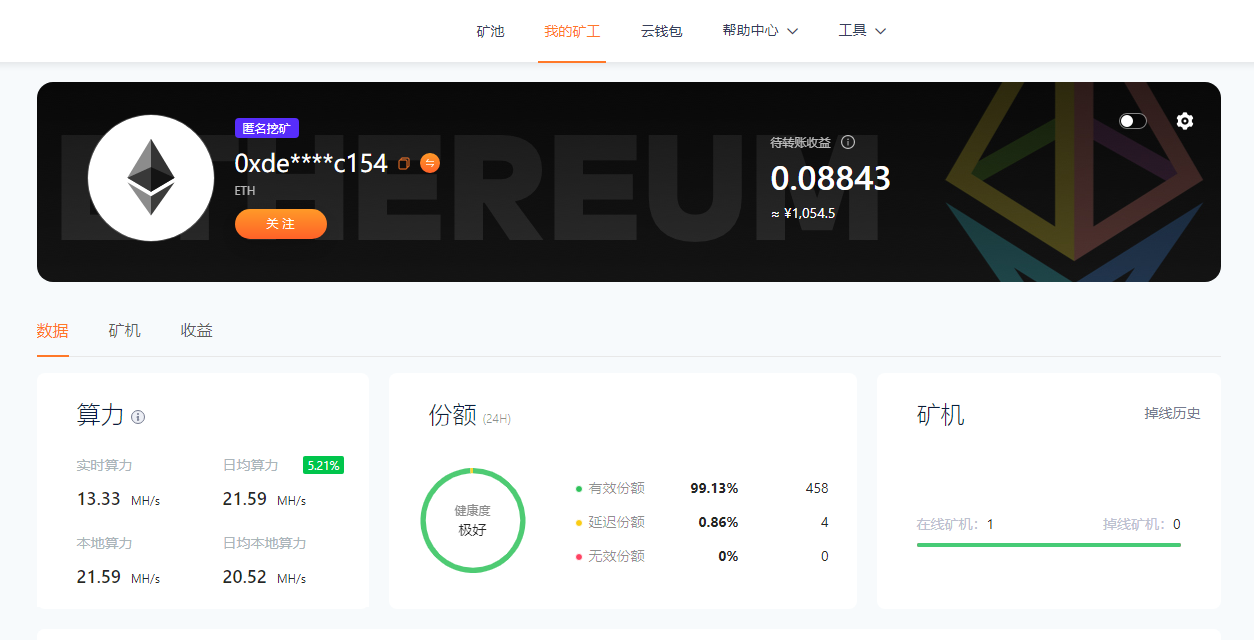 矿池 我的矿工 云钱包 帮助中心 工具
ETHEREUM
匿名挖矿
0xde****c154
ETH
关注
待转账收益
0.08843
≈ ¥1,054.5
数据 矿机 收益
算力
实时算力 日均算力 5.21%
13.33 MH/s 21.59 MH/s
本地算力 日均本地算力
21.59 MH/s 20.52 MH/s
份额 (24H)
健康度
极好
有效份额 99.13% 458
延迟份额 0.86% 4
无效份额 0% 0
矿机 掉线历史
在线矿机: 1 掉线矿机: 0